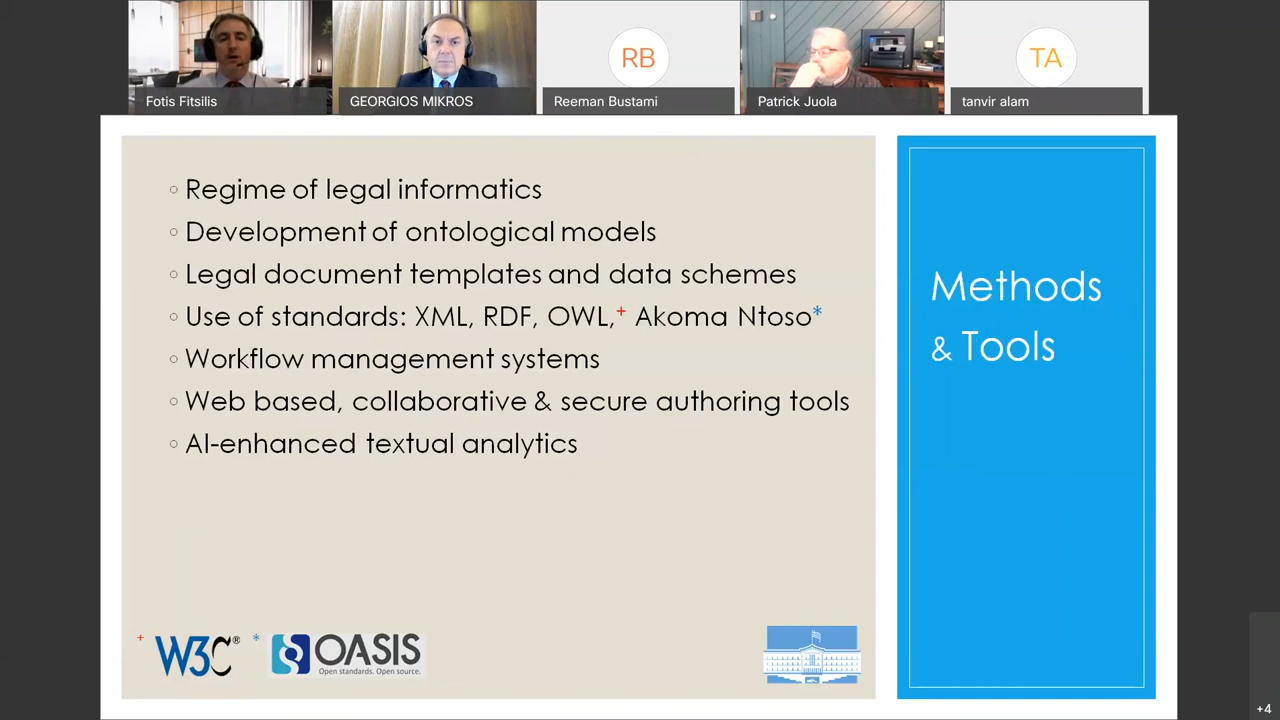 Fotis Fitsilis
GEORGIOS MIKROS
RB
Reeman Bustami
Patrick Juola
TA
tanvir alam
◦ Regime of legal informatics
◦ Development of ontological models
◦ Legal document templates and data schemes
◦ Use of standards: XML, RDF, OWL,+ Akoma Ntoso*
◦ Workflow management systems
◦ Web based, collaborative & secure authoring tools
◦ AI-enhanced textual analytics
Methods
& Tools
+ W3C®
* OASIS
Open standards. Open source.
+4